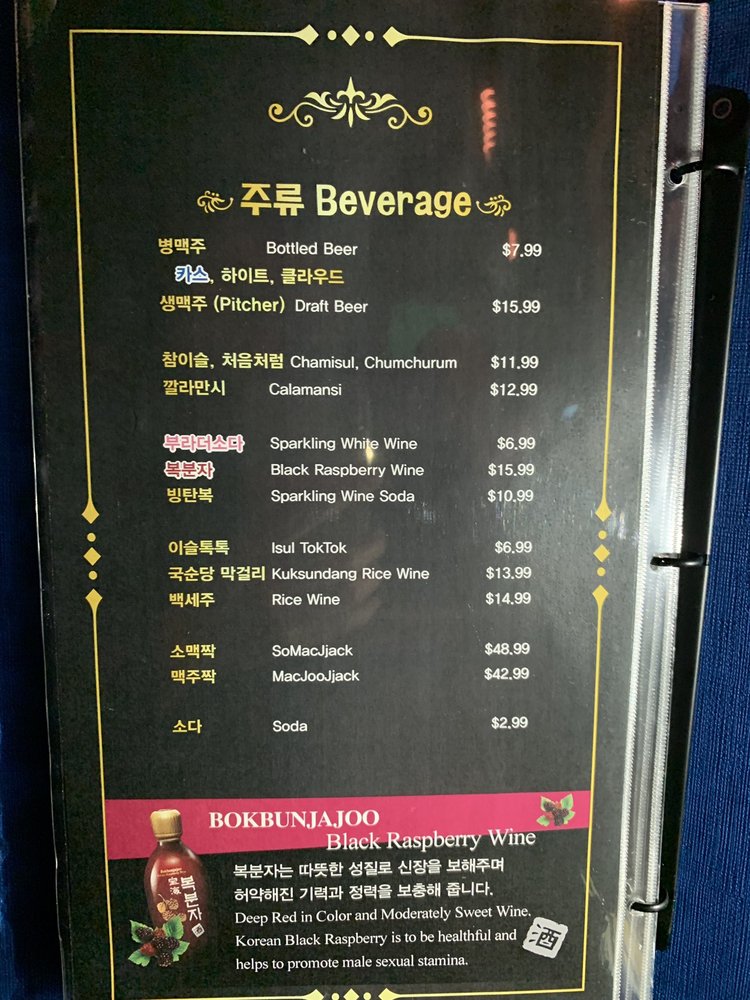 주류 Beverage
병맥주 Bottled Beer $7.99
카스, 하이트, 클라우드
생맥주 (Pitcher) Draft Beer $15.99
참이슬, 처음처럼 Chamisul, Chumchurum $11.99
깔라만시 Calamansi $12.99
부라더소다 Sparkling White Wine $6.99
복분자 Black Raspberry Wine $15.99
빙탄복 Sparkling Wine Soda $10.99
이슬톡톡 Isul TokTok $6.99
국순당 막걸리 Kuksundang Rice Wine $13.99
백세주 Rice Wine $14.99
소맥짝 SoMacJjack $48.99
맥주짝 MacJooJjack $42.99
소다 Soda $2.99
BOKBUNJAJOO
Black Raspberry Wine
복분자는 따뜻한 성질로 신장을 보해주며
허약해진 기력과 정력을 보충해 줍니다.
Deep Red in Color and Moderately Sweet Wine.
Korean Black Raspberry is to be healthful and
helps to promote male sexual stamina.
酒
복분자